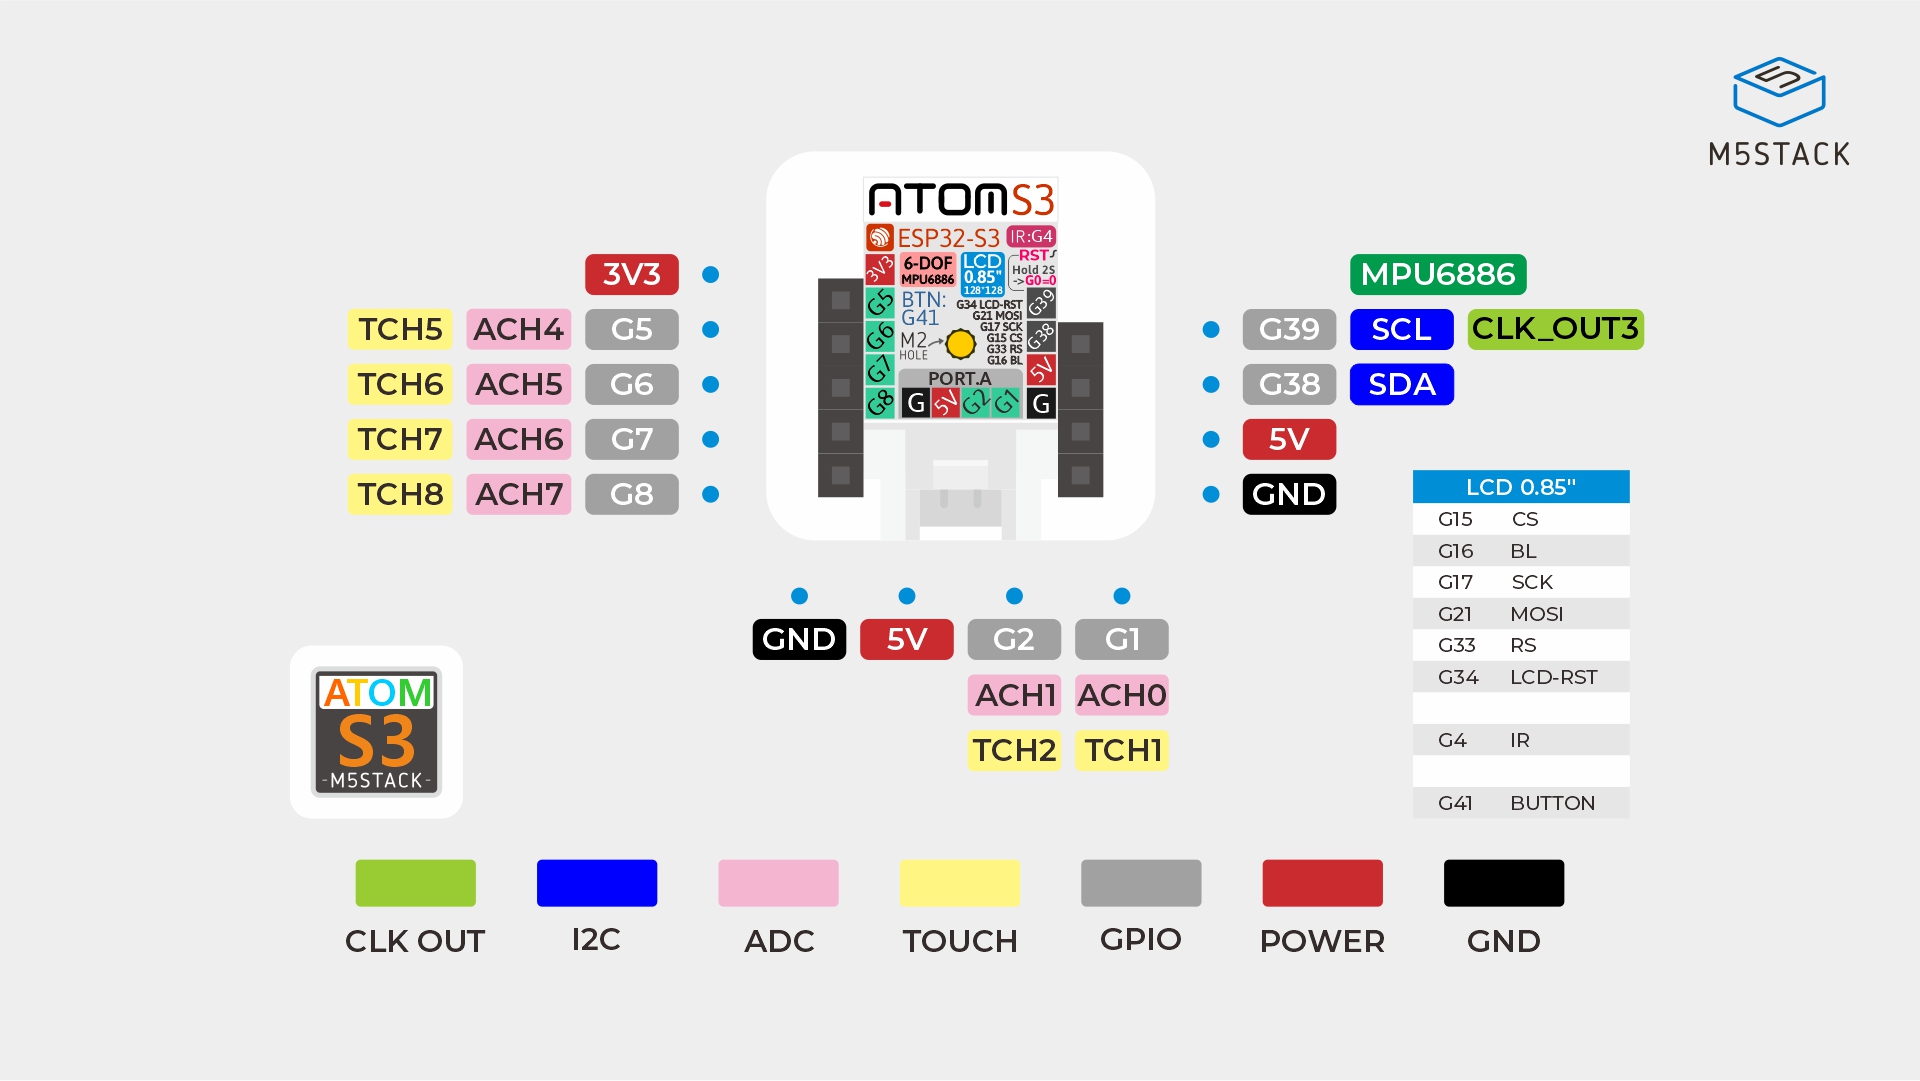 M5STACK
ATOMS3
ESP32-S3 IR:G4
3V3 6-DOF MPU6886 LCD 0.85" 128*128 RST Hold 2S ->G0=0
G5 BTN: G41 G34 LCD-RST G39
G21 MOSI
G17 SCK
G6 M2 HOLE G15 CS G38
G33 RS
G16 BL
G7 PORT.A 5V
G8 G 5V G2 G1 G
3V3
TCH5 ACH4 G5
TCH6 ACH5 G6
TCH7 ACH6 G7
TCH8 ACH7 G8
MPU6886
G39 SCL CLK_OUT3
G38 SDA
5V
GND
GND 5V G2 G1
ACH1 ACH0
TCH2 TCH1
LCD 0.85"
G15 CS
G16 BL
G17 SCK
G21 MOSI
G33 RS
G34 LCD-RST
G4 IR
G41 BUTTON
ATOM
S3
-M5STACK-
CLK OUT I2C ADC TOUCH GPIO POWER GND